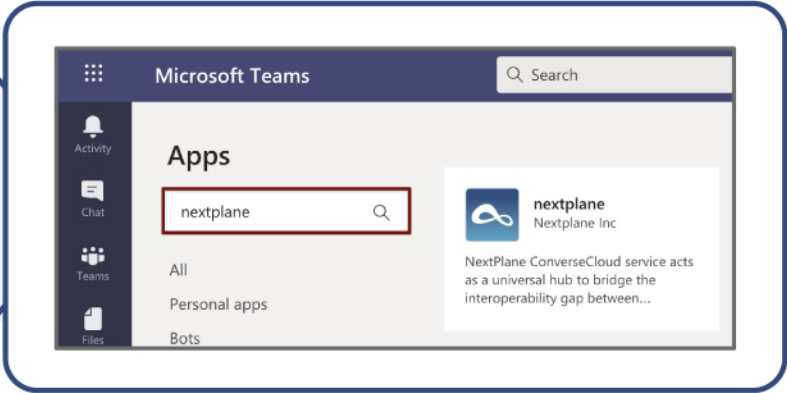 Microsoft Teams
Search
Activity
Chat
Teams
Files
Apps
nextplane
All
Personal apps
Bots
nextplane
Nextplane Inc
NextPlane ConverseCloud service acts
as a universal hub to bridge the
interoperability gap between...